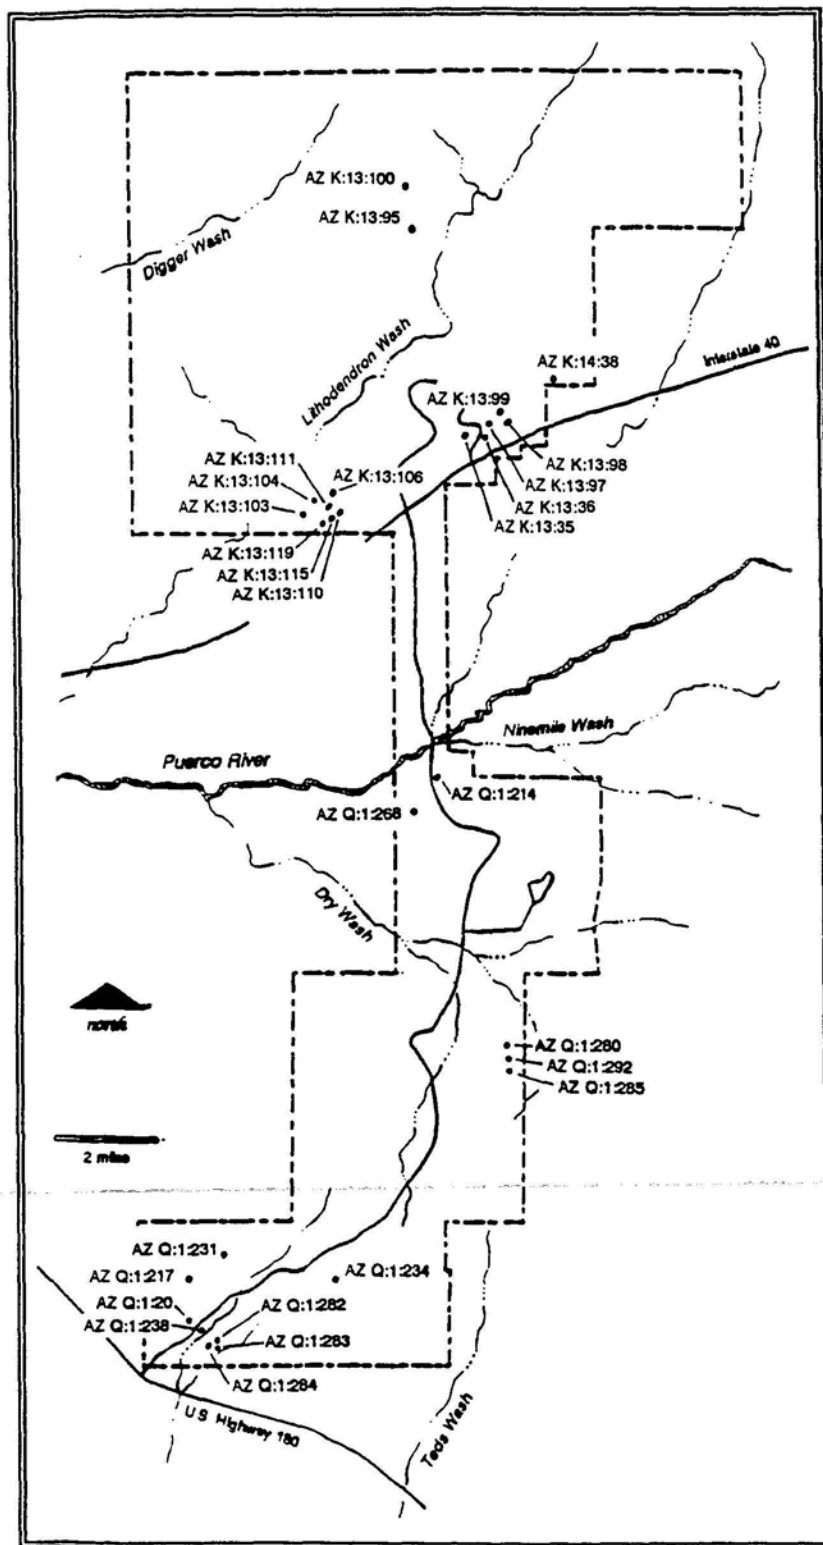 AZ K:13:100
AZ K:13:95
Digger Wash
Lithodendron Wash
Interstate 40
AZ K:14:38
AZ K:13:99
AZ K:13:111
AZ K:13:106
AZ K:13:98
AZ K:13:104
AZ K:13:97
AZ K:13:103
AZ K:13:36
AZ K:13:35
AZ K:13:119
AZ K:13:115
AZ K:13:110
Ninemile Wash
Puerco River
AZ Q:1:214
AZ Q:1:268
Dry Wash
north
AZ Q:1:280
AZ Q:1:292
AZ Q:1:285
2 miles
AZ Q:1:231
AZ Q:1:217
AZ Q:1:234
AZ Q:1:20
AZ Q:1:282
AZ Q:1:238
AZ Q:1:283
AZ Q:1:284
U.S. Highway 180
Teds Wash